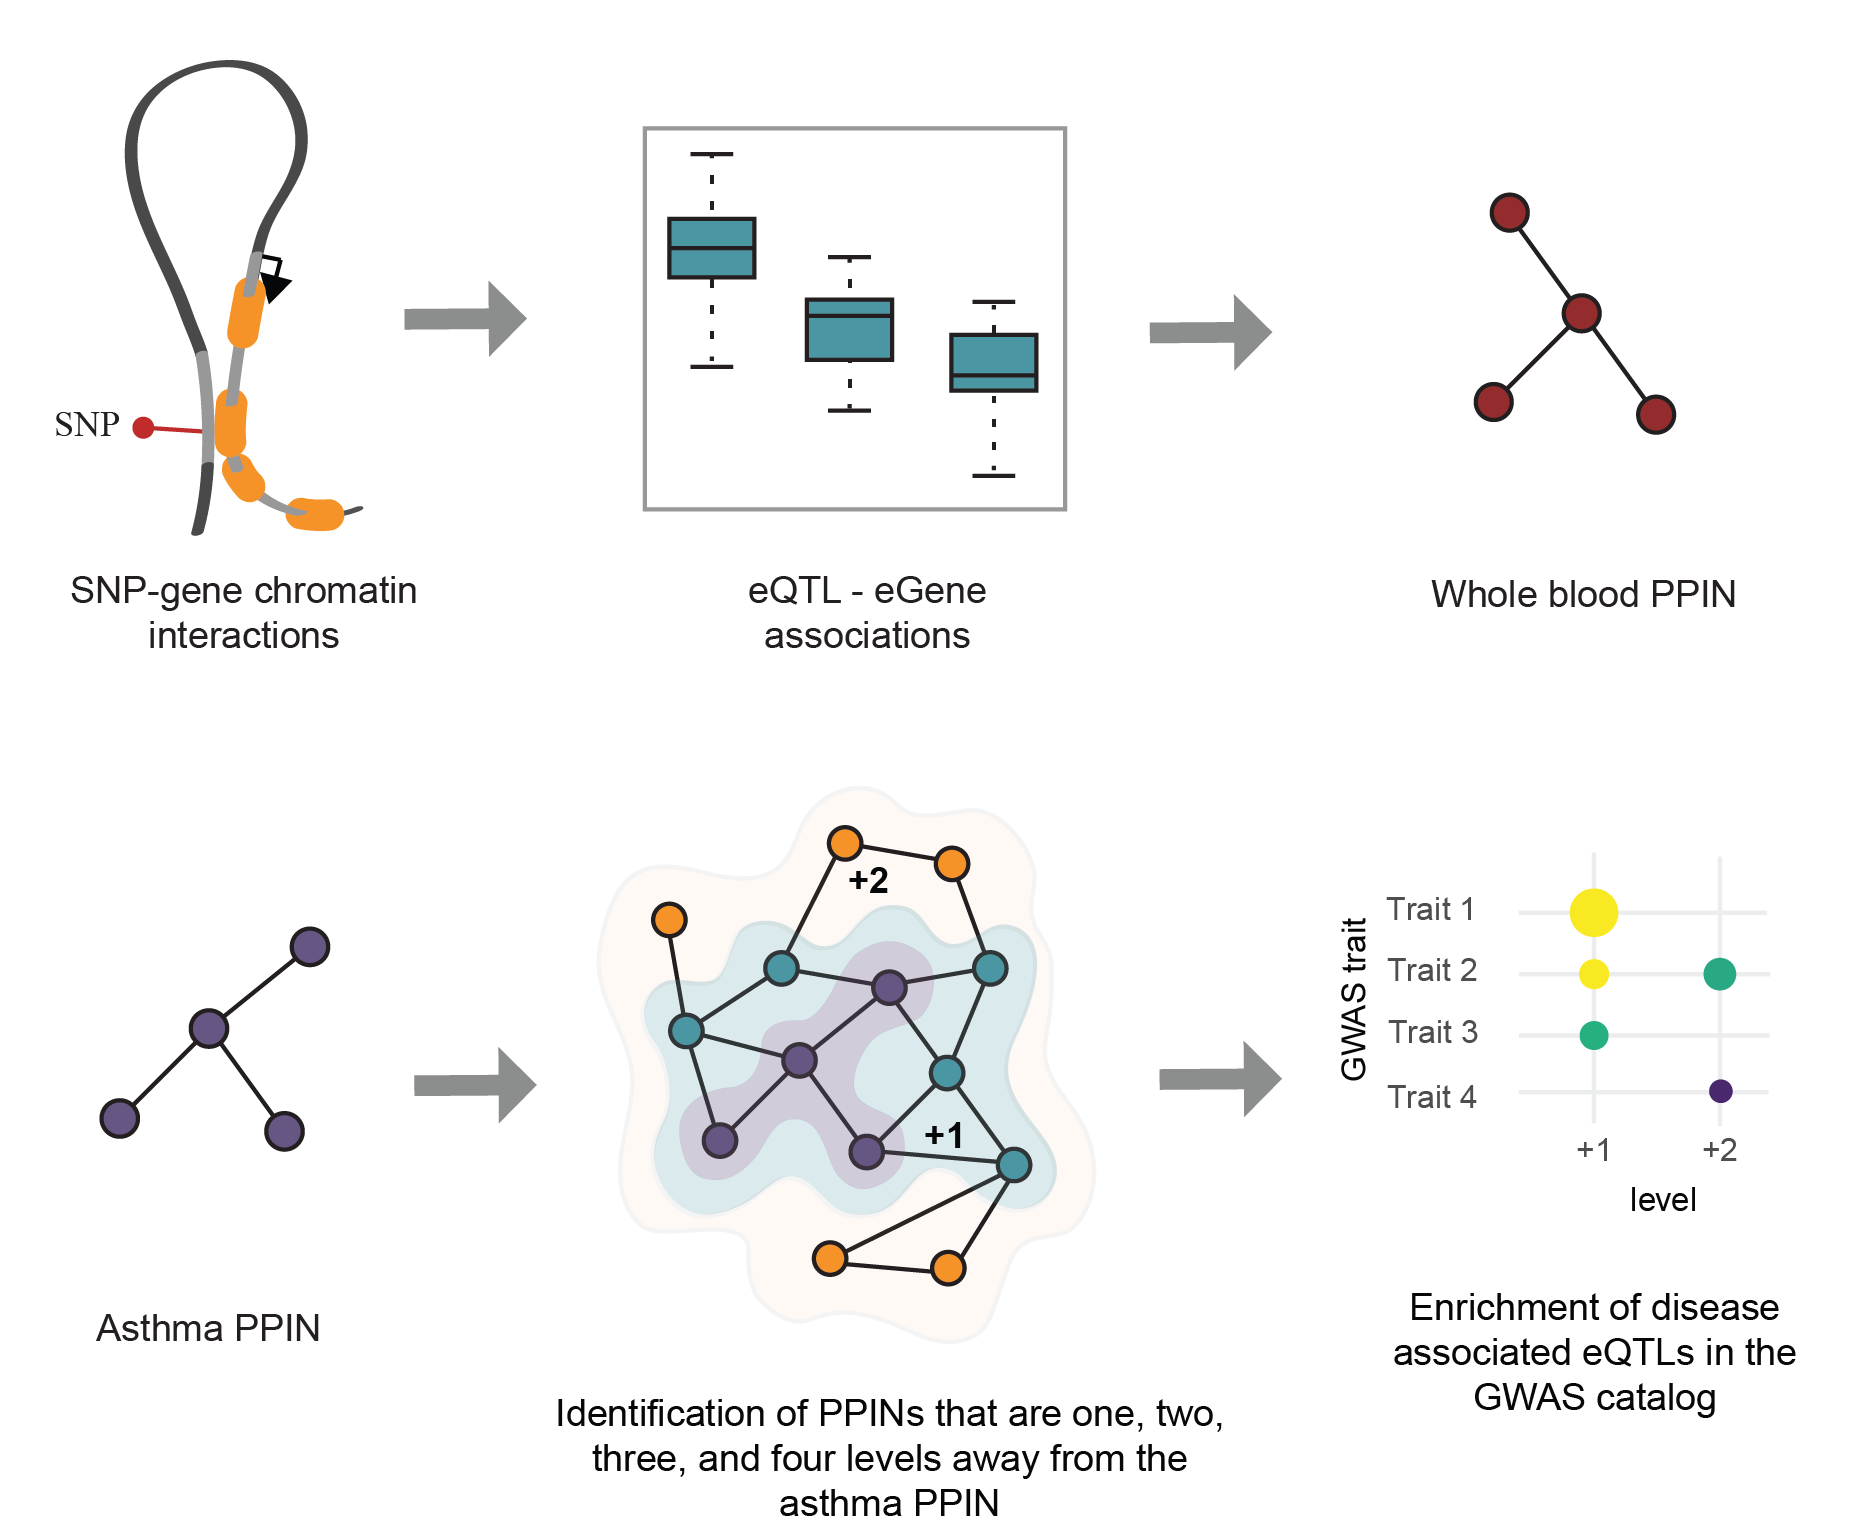 SNP
SNP-gene chromatin
interactions
eQTL - eGene
associations
Whole blood PPIN
Asthma PPIN
+2
+1
Identification of PPINs that are one, two,
three, and four levels away from the
asthma PPIN
GWAS trait
Trait 1
Trait 2
Trait 3
Trait 4
+1
+2
level
Enrichment of disease
associated eQTLs in the
GWAS catalog